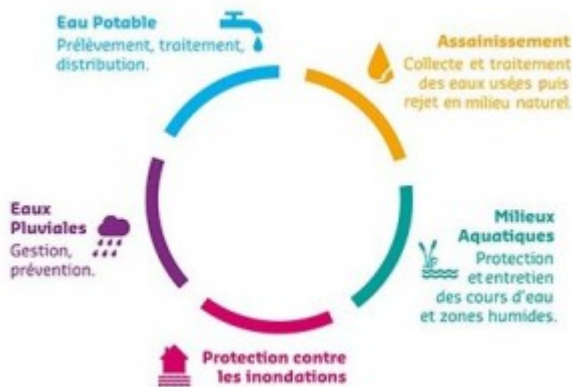 Eau Potable
Prélèvement, traitement,
distribution.
Assainissement
Collecte et traitement
des eaux usées puis
rejet en milieu naturel.
Milieux
Aquatiques
Protection
et entretien
des cours d'eau
et zones humides.
Protection contre
les inondations
Eaux
Pluviales
Gestion,
prévention.